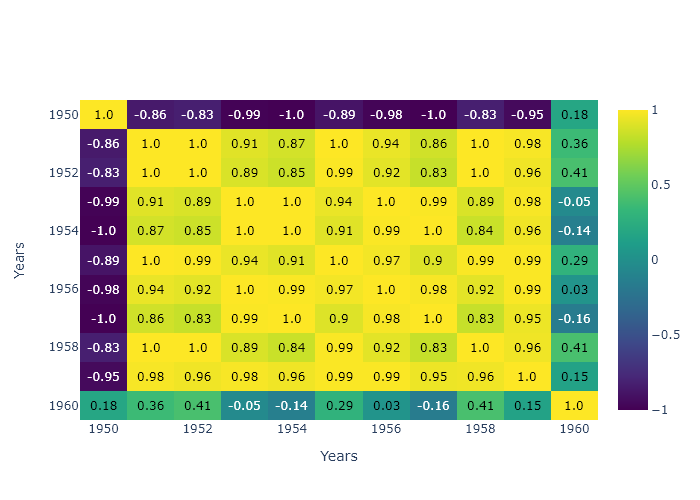 1950 1.0 -0.86 -0.83 -0.99 -1.0 -0.89 -0.98 -1.0 -0.83 -0.95 0.18
-0.86 1.0 1.0 0.91 0.87 1.0 0.94 0.86 1.0 0.98 0.36
1952 -0.83 1.0 1.0 0.89 0.85 0.99 0.92 0.83 1.0 0.96 0.41
-0.99 0.91 0.89 1.0 1.0 0.94 1.0 0.99 0.89 0.98 -0.05
1954 -1.0 0.87 0.85 1.0 1.0 0.91 0.99 1.0 0.84 0.96 -0.14
-0.89 1.0 0.99 0.94 0.91 1.0 0.97 0.9 0.99 0.99 0.29
1956 -0.98 0.94 0.92 1.0 0.99 0.97 1.0 0.98 0.92 0.99 0.03
-1.0 0.86 0.83 0.99 1.0 0.9 0.98 1.0 0.83 0.95 -0.16
1958 -0.83 1.0 1.0 0.89 0.84 0.99 0.92 0.83 1.0 0.96 0.41
-0.95 0.98 0.96 0.98 0.96 0.99 0.99 0.95 0.96 1.0 0.15
1960 0.18 0.36 0.41 -0.05 -0.14 0.29 0.03 -0.16 0.41 0.15 1.0
1950 1952 1954 1956 1958 1960
Years
Years
1
0.5
0
−0.5
−1